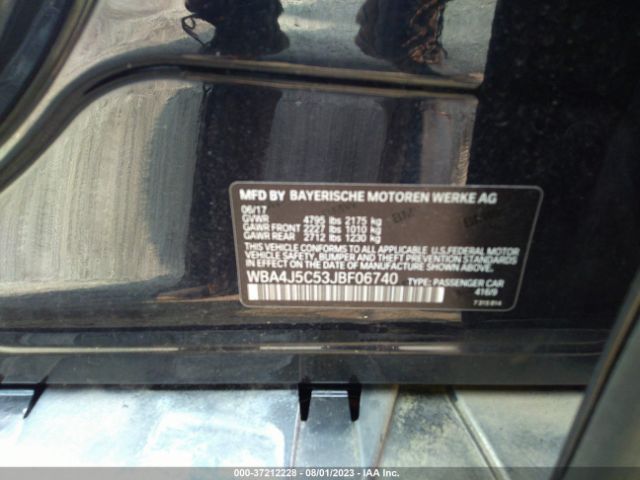 MFD BY BAYERISCHE MOTOREN WERKE AG
06/17
GVWR 4795 lbs 2175 kg
GAWR FRONT 2227 lbs 1010 kg
GAWR REAR 2712 lbs 1230 kg
THIS VEHICLE CONFORMS TO ALL APPLICABLE U.S.FEDERAL MOTOR
VEHICLE SAFETY, BUMPER AND THEFT PREVENTION STANDARDS
IN EFFECT ON THE DATE OF MANUFACTURE SHOWN ABOVE.
WBA4J5C53JBF06740 TYPE: PASSENGER CAR
416/9
7 313 614
000-37212228 - 08/01/2023 - IAA Inc.